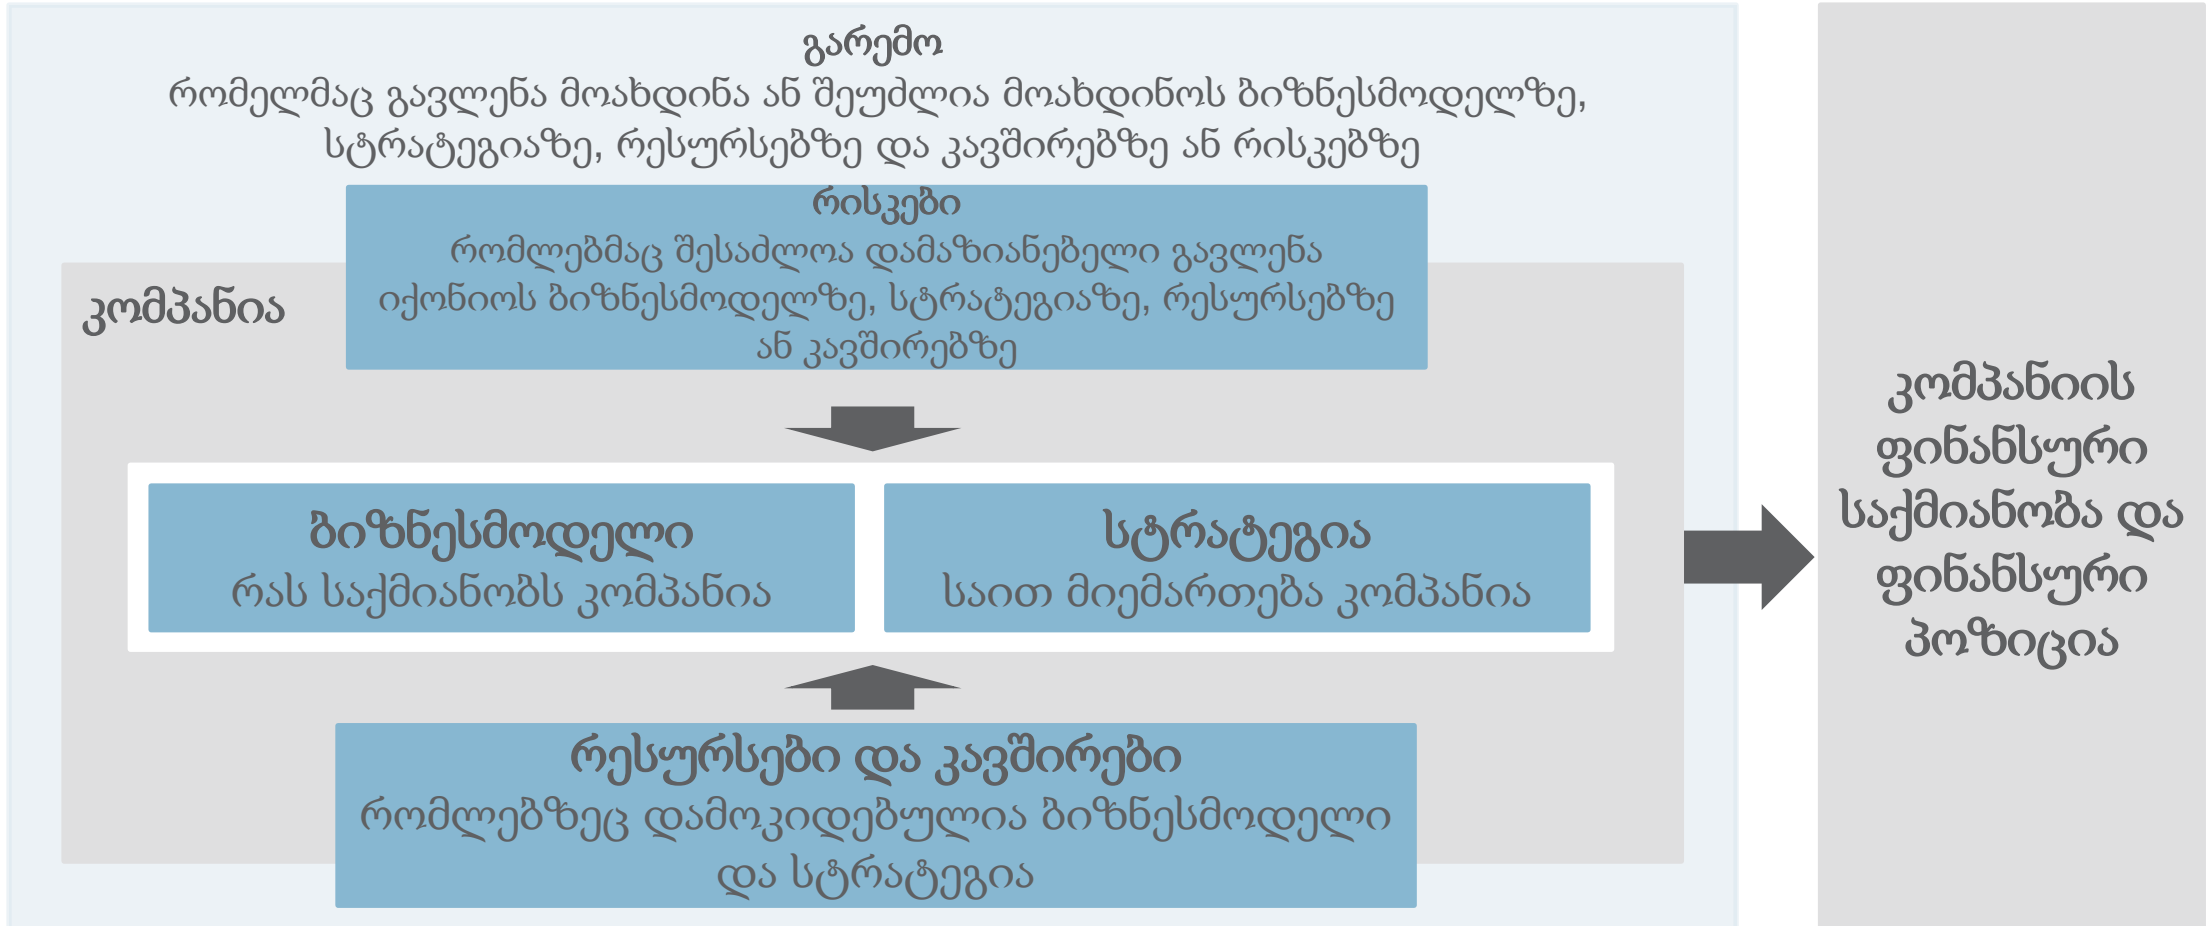 გარემო
რომელმაც გავლენა მოახდინა ან შეუძლია მოახდინოს ბიზნესმოდელზე,
სტრატეგიაზე, რესურსებზე და კავშირებზე ან რისკებზე
რისკები
რომლებმაც შესაძლოა დამაზიანებელი გავლენა
იქონიოს ბიზნესმოდელზე, სტრატეგიაზე, რესურსებზე
ან კავშირებზე
კომპანია
ბიზნესმოდელი
რას საქმიანობს კომპანია
სტრატეგია
საით მიემართება კომპანია
რესურსები და კავშირები
რომლებზეც დამოკიდებულია ბიზნესმოდელი
და სტრატეგია
კომპანიის
ფინანსური
საქმიანობა და
ფინანსური
პოზიცია